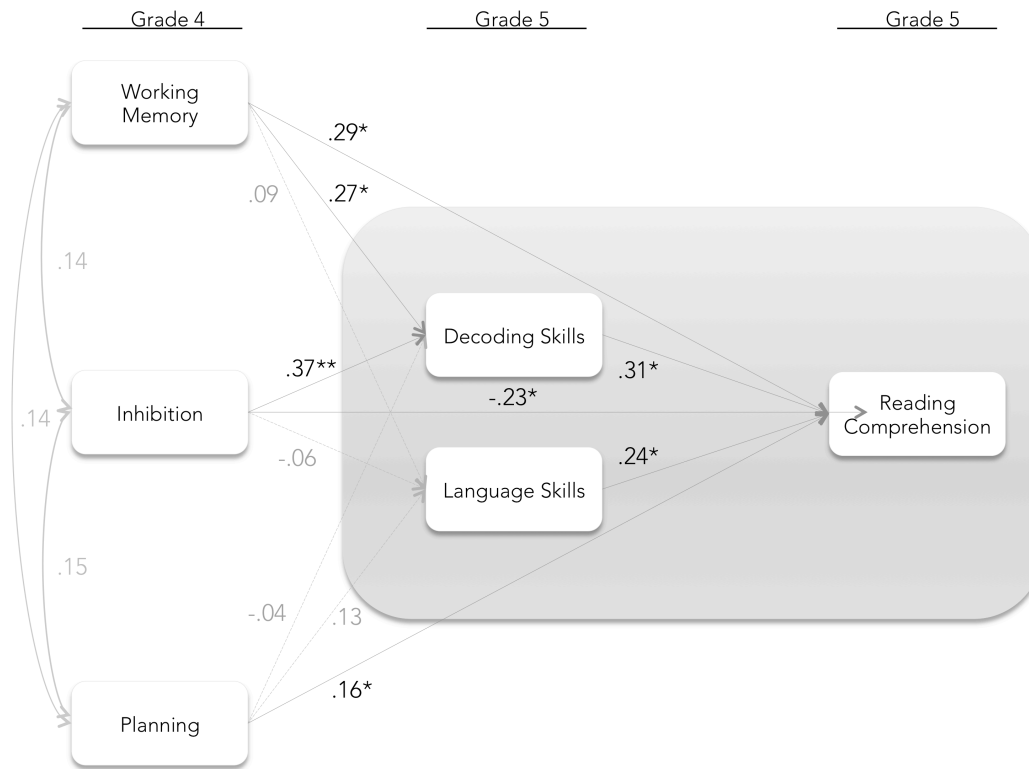 Grade 4
Grade 5
Grade 5
Working
Memory
.29*
.27*
.09
.14
Decoding Skills
.37**
.31*
-.23*
Inhibition
.14
Reading
Comprehension
-.06
.24*
Language Skills
.15
-.04
.13
.16*
Planning